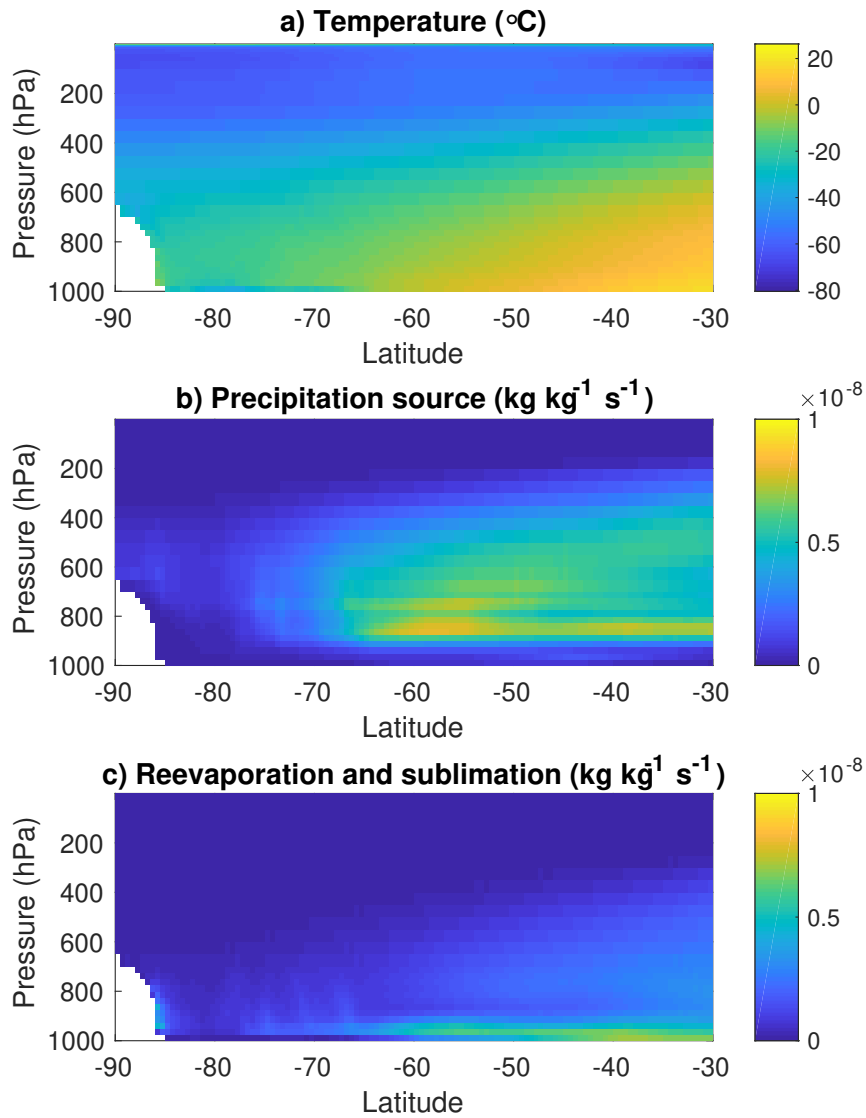 a) Temperature (°C)
Pressure (hPa)
200
400
600
800
1000
-90 -80 -70 -60 -50 -40 -30
Latitude
20
0
-20
-40
-60
-80
b) Precipitation source (kg kg-1 s-1)
Pressure (hPa)
200
400
600
800
1000
-90 -80 -70 -60 -50 -40 -30
Latitude
×10-8
1
0.5
0
c) Reevaporation and sublimation (kg kg-1 s-1)
Pressure (hPa)
200
400
600
800
1000
-90 -80 -70 -60 -50 -40 -30
Latitude
×10-8
1
0.5
0